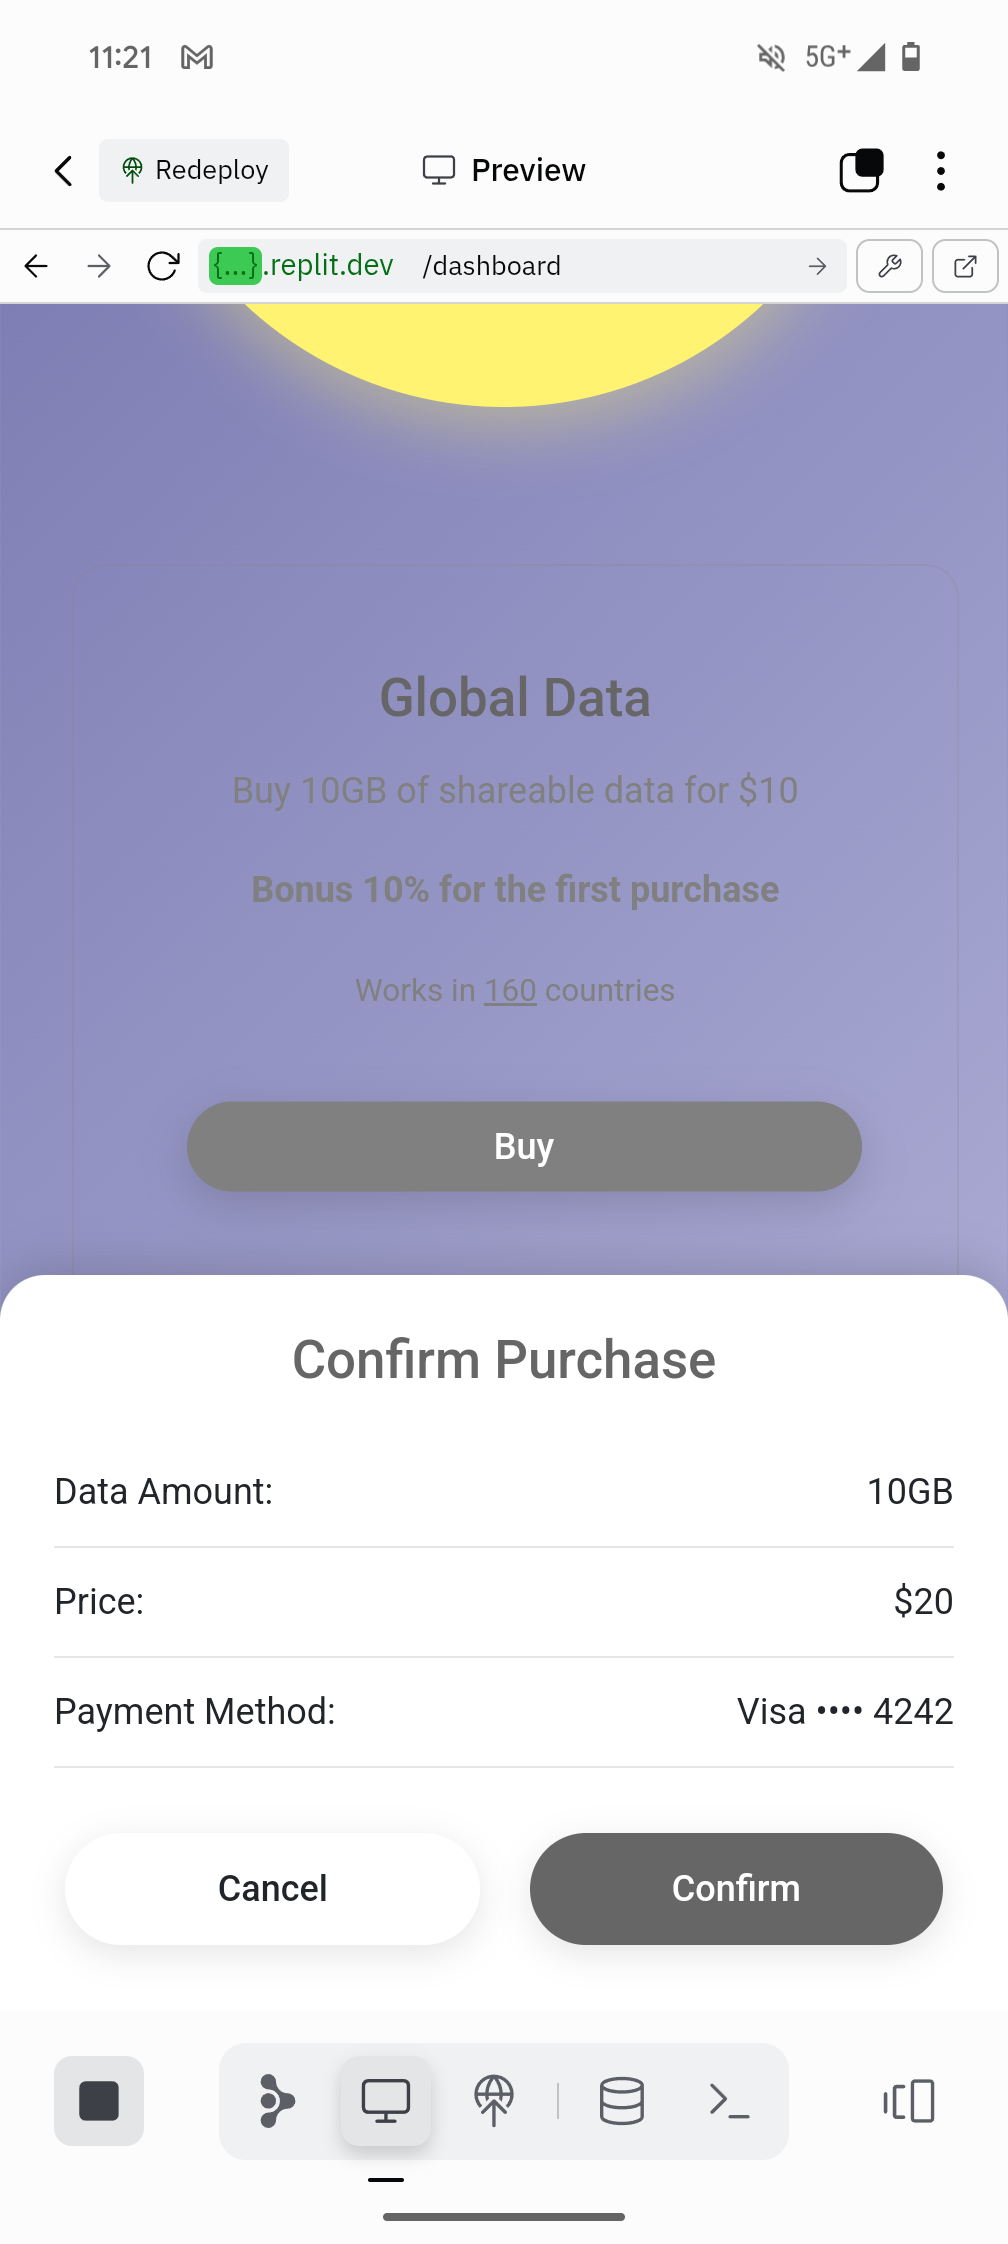 11:21 5G+
Redeploy Preview
{...}.replit.dev /dashboard
Global Data
Buy 10GB of shareable data for $10
Bonus 10% for the first purchase
Works in 160 countries
Buy
Confirm Purchase
Data Amount: 10GB
Price: $20
Payment Method: Visa •••• 4242
Cancel Confirm